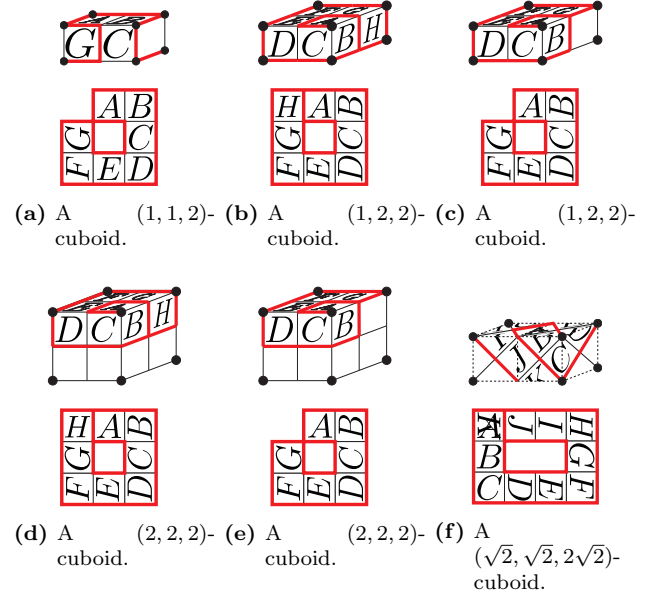 G C
D C B H
D C B
A B
G C
F E D
H A B
G C
F E D
A B
G C
F E D
(a) A (1, 1, 2)-
cuboid.
(b) A (1, 2, 2)-
cuboid.
(c) A (1, 2, 2)-
cuboid.
D C B H
D C B
J C
H A B
G C
F E D
A B
G C
F E D
A J I H
B G
C D E F
(d) A (2, 2, 2)-
cuboid.
(e) A (2, 2, 2)-
cuboid.
(f) A
(√2, √2, 2√2)-
cuboid.